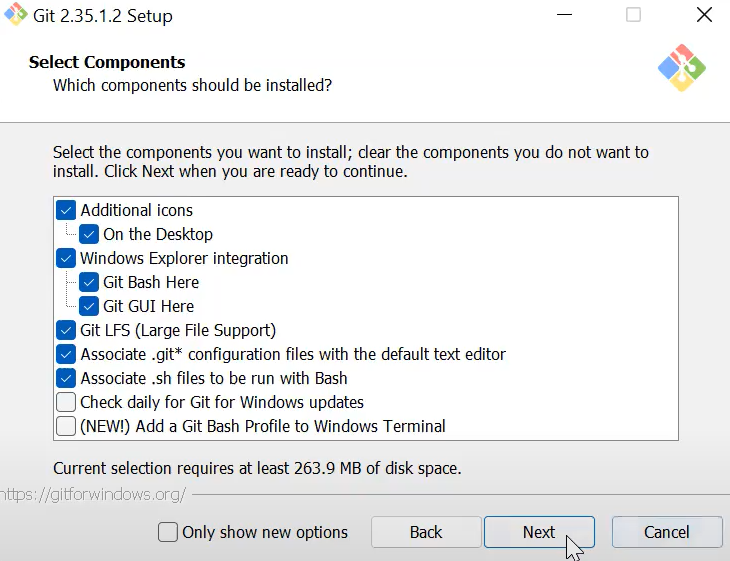 Git 2.35.1.2 Setup
Select Components
Which components should be installed?
Select the components you want to install; clear the components you do not want to
install. Click Next when you are ready to continue.
Additional icons
On the Desktop
Windows Explorer integration
Git Bash Here
Git GUI Here
Git LFS (Large File Support)
Associate .git* configuration files with the default text editor
Associate .sh files to be run with Bash
Check daily for Git for Windows updates
(NEW!) Add a Git Bash Profile to Windows Terminal
Current selection requires at least 263.9 MB of disk space.
https://gitforwindows.org/
Only show new options
Back
Next
Cancel